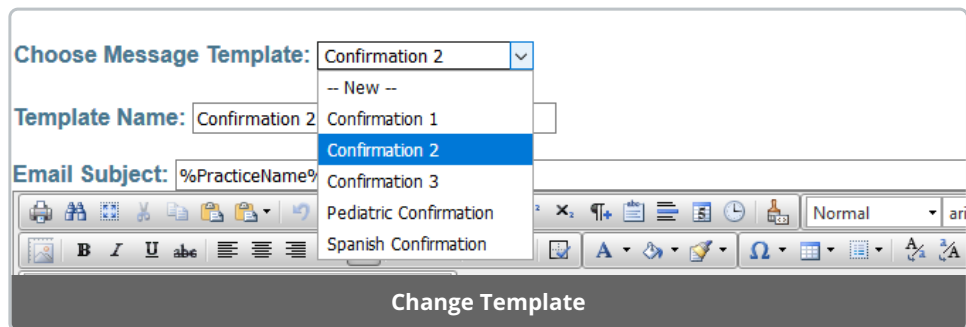 Choose Message Template: Confirmation 2
-- New --
Template Name: Confirmation 2
Confirmation 1
Confirmation 2
Email Subject: %PracticeName%
Confirmation 3
Pediatric Confirmation
Normal
Spanish Confirmation
B I U abc
Change Template